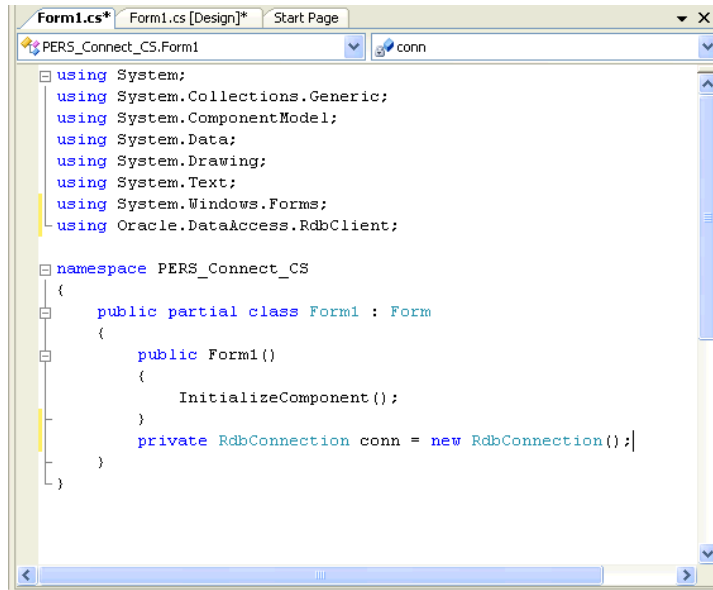 Form1.cs* Form1.cs [Design]* Start Page
PERS_Connect_CS.Form1 conn
using System;
using System.Collections.Generic;
using System.ComponentModel;
using System.Data;
using System.Drawing;
using System.Text;
using System.Windows.Forms;
using Oracle.DataAccess.RdbClient;
namespace PERS_Connect_CS
{
public partial class Form1 : Form
{
public Form1()
{
InitializeComponent();
}
private RdbConnection conn = new RdbConnection();
}
}